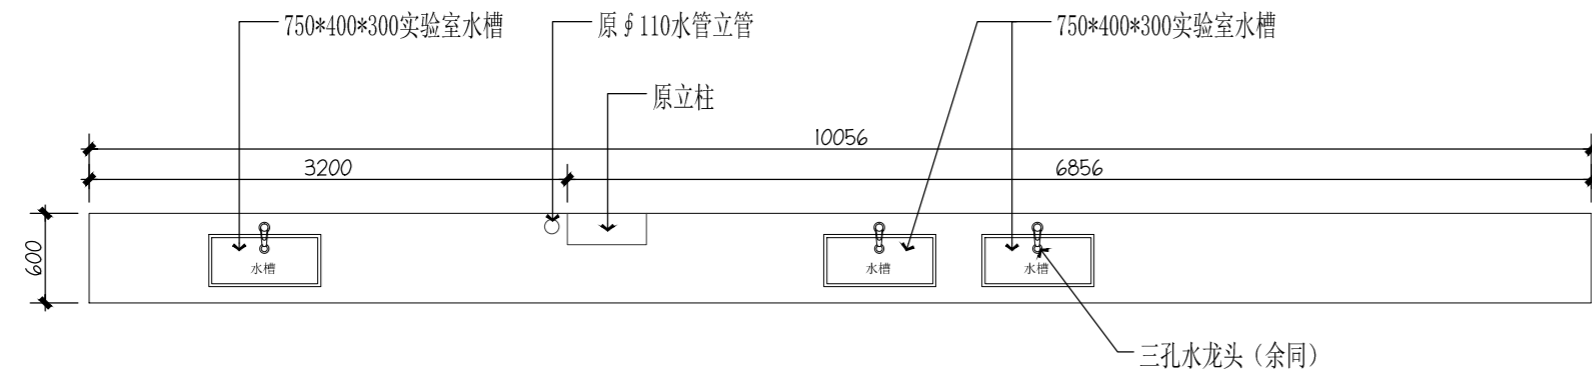 750*400*300实验室水槽
原∮110水管立管
750*400*300实验室水槽
原立柱
10056
3200
6856
600
水槽
水槽
水槽
三孔水龙头（余同）